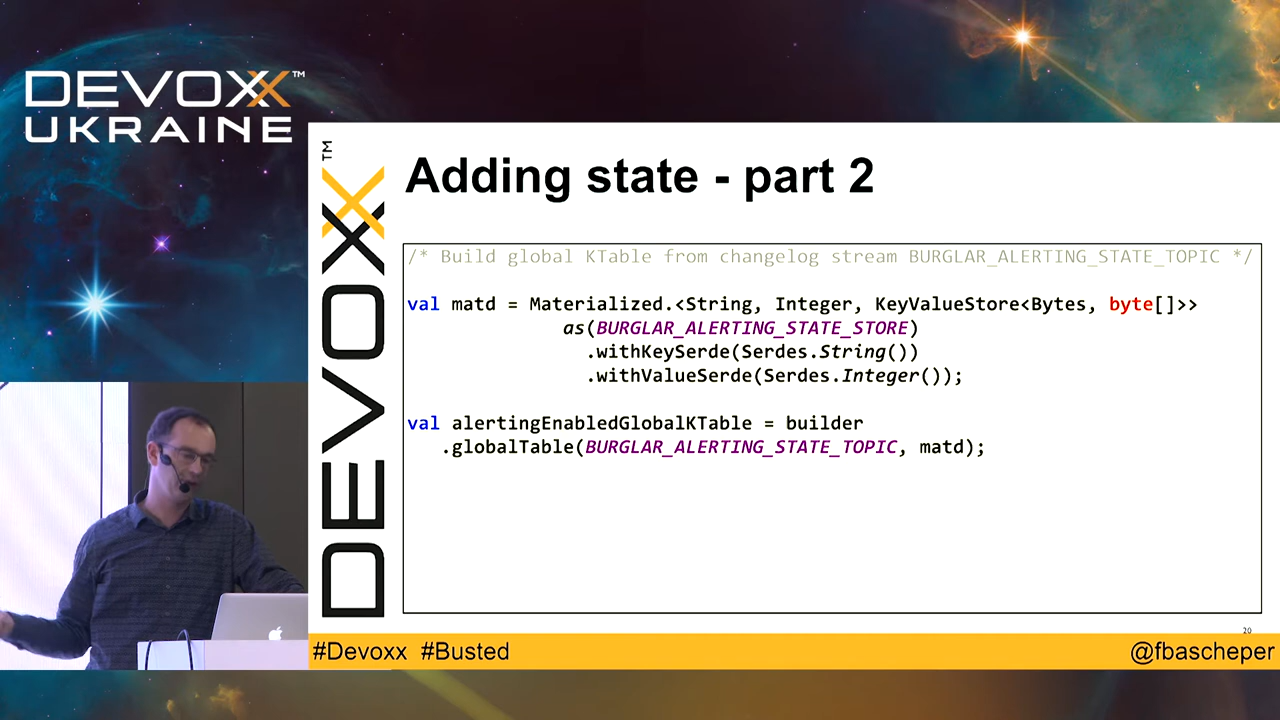 DEVOXX™
UKRAINE
DEVOXX™
Adding state - part 2
/* Build global KTable from changelog stream BURGLAR_ALERTING_STATE_TOPIC */
val matd = Materialized.<String, Integer, KeyValueStore<Bytes, byte[]>>
as(BURGLAR_ALERTING_STATE_STORE)
.withKeySerde(Serdes.String())
.withValueSerde(Serdes.Integer());
val alertingEnabledGlobalKTable = builder
.globalTable(BURGLAR_ALERTING_STATE_TOPIC, matd);
20
#Devoxx #Busted
@fbascheper